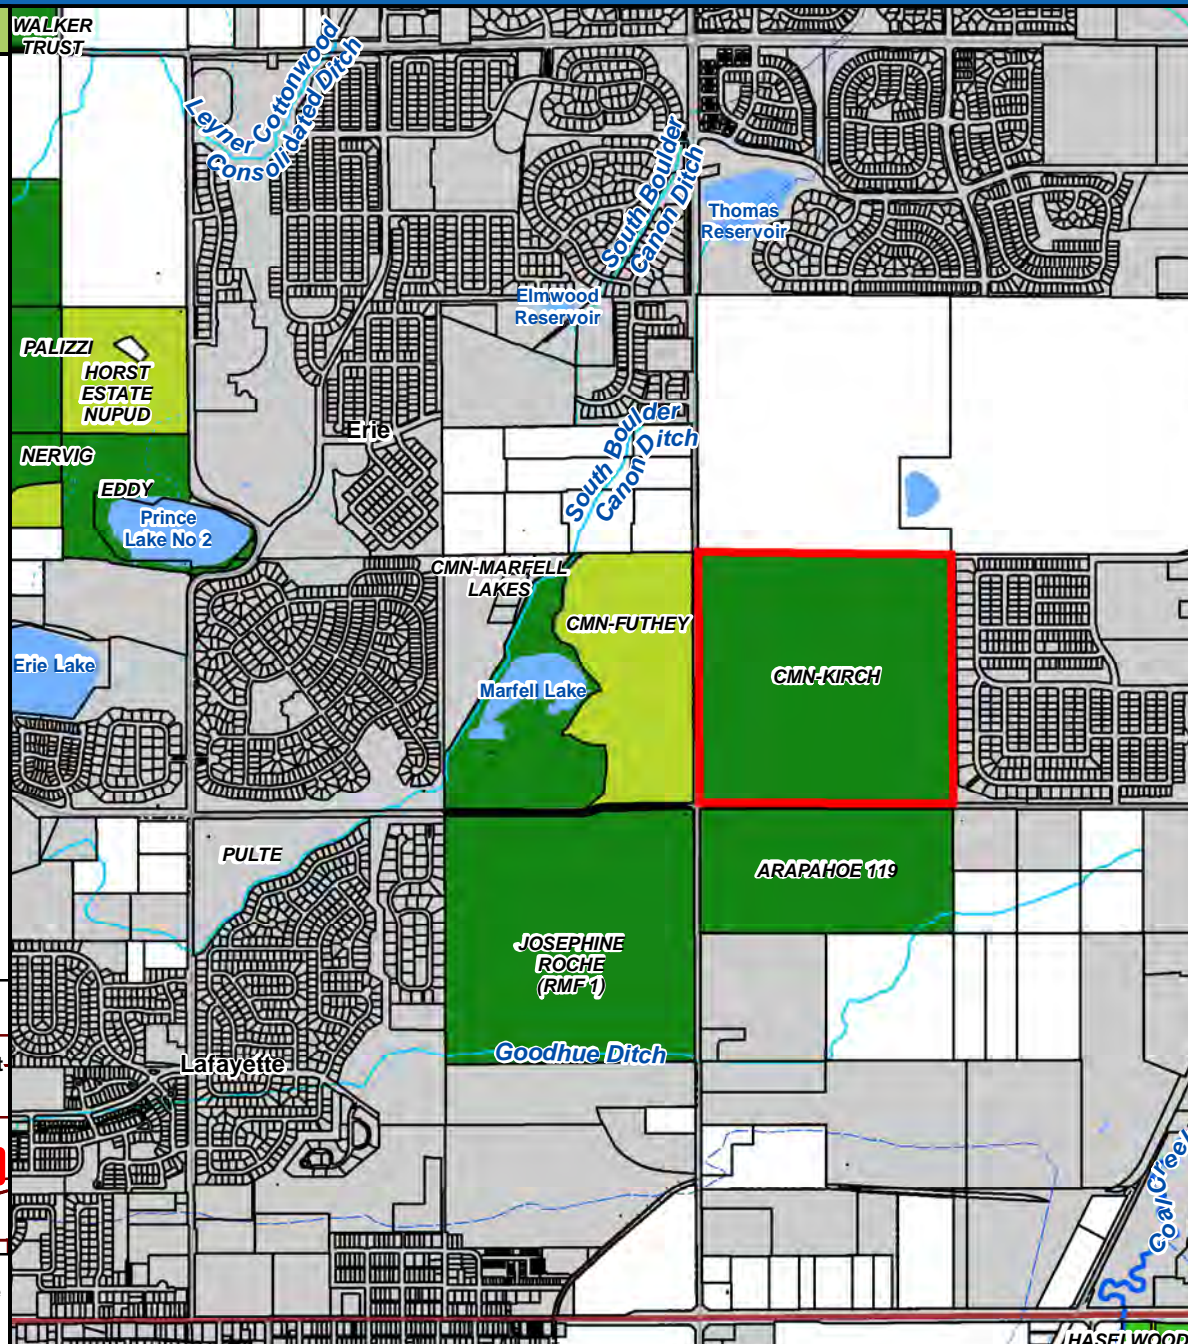 WALKER
TRUST
Leyner Cottonwood
Consolidated Ditch
South Boulder
Canon Ditch
Thomas
Reservoir
Elmwood
Reservoir
PALIZZI
HORST
ESTATE
NUPUD
Erie
South Boulder
Canon Ditch
NERVIG
EDDY
Prince
Lake No 2
CMN-MARFELL
LAKES
CMN-FUTHEY
Erie Lake
CMN-KIRCH
Marfell Lake
PULTE
ARAPAHOE 119
JOSEPHINE
ROCHE
(RMF 1)
Goodhue Ditch
Lafayette
Coal Creek
HASELWOOD